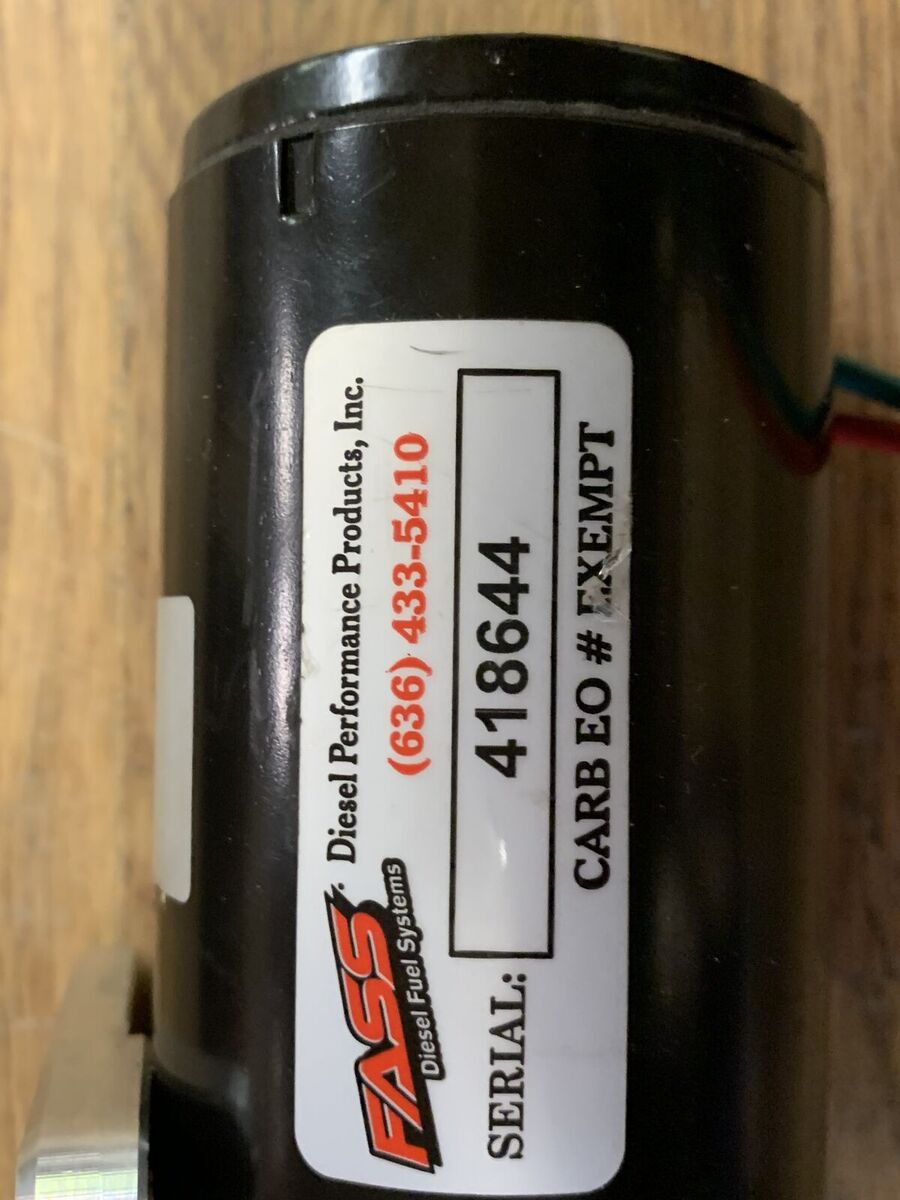 FASS
Diesel Fuel Systems
Diesel Performance Products, Inc.
(636) 433-5410
SERIAL: 418644
CARB EO # EXEMPT